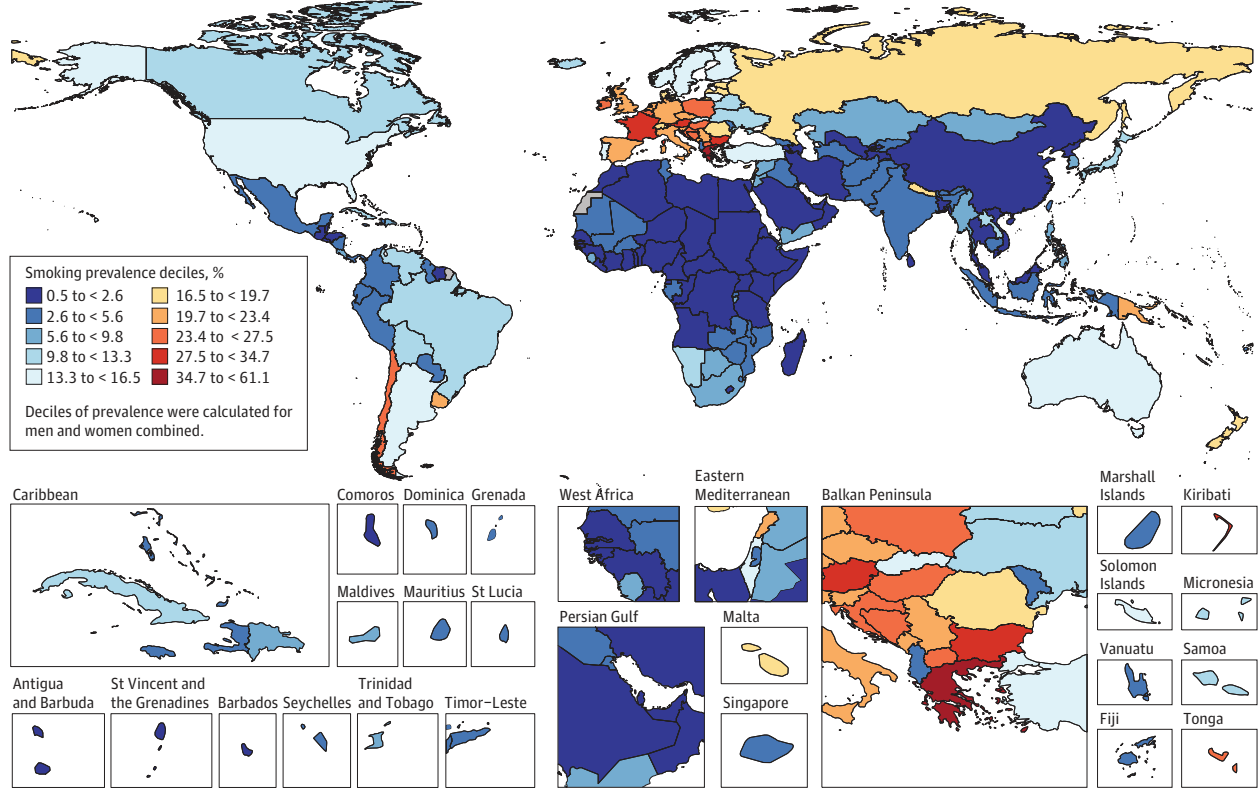 Smoking prevalence deciles, %
0.5 to < 2.6
2.6 to < 5.6
5.6 to < 9.8
9.8 to < 13.3
13.3 to < 16.5
16.5 to < 19.7
19.7 to < 23.4
23.4 to < 27.5
27.5 to < 34.7
34.7 to < 61.1
Deciles of prevalence were calculated for
men and women combined.
Caribbean
Comoros
Dominica
Grenada
Maldives
Mauritius
St Lucia
Antigua
and Barbuda
St Vincent and
the Grenadines
Barbados
Seychelles
Trinidad
and Tobago
Timor–Leste
West Africa
Eastern
Mediterranean
Persian Gulf
Malta
Singapore
Balkan Peninsula
Marshall
Islands
Kiribati
Solomon
Islands
Micronesia
Vanuatu
Samoa
Fiji
Tonga